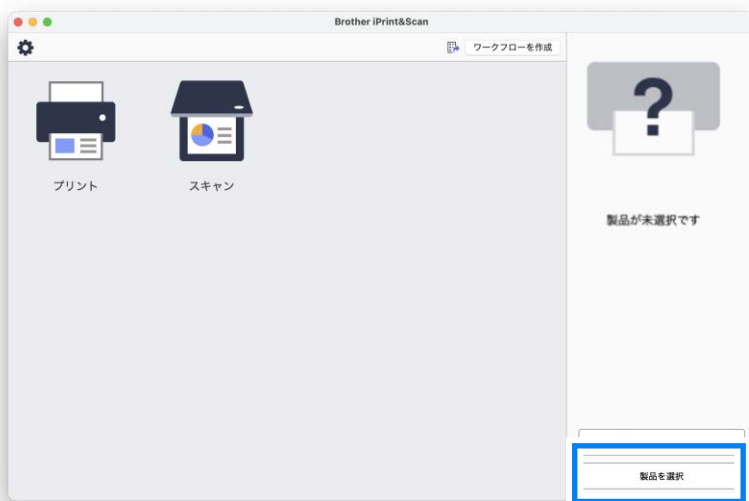 Brother iPrint&Scan
ワークフローを作成
プリント
スキャン
製品が未選択です
製品を選択